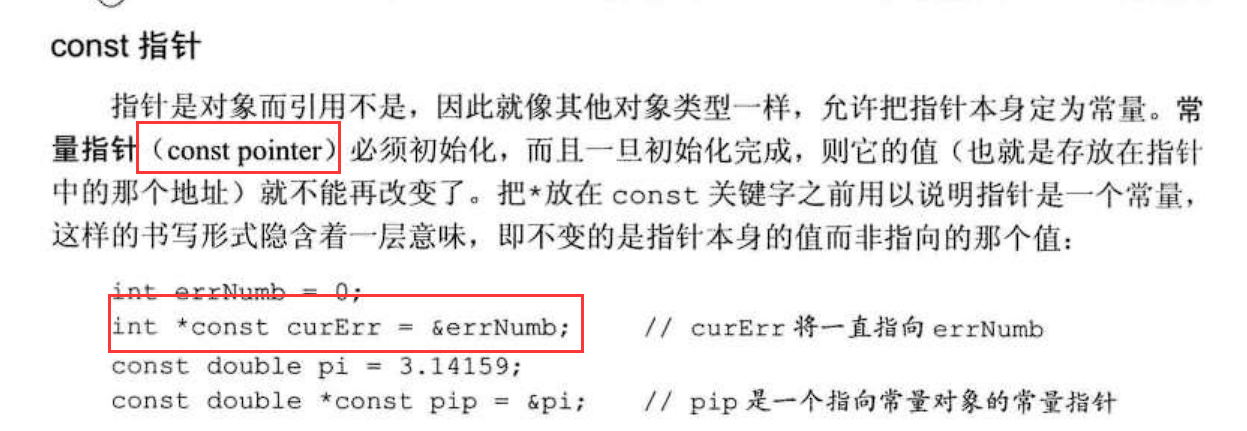 const 指针
指针是对象而引用不是，因此就像其他对象类型一样，允许把指针本身定为常量。常
量指针（const pointer）必须初始化，而且一旦初始化完成，则它的值（也就是存放在指针
中的那个地址）就不能再改变了。把*放在 const 关键字之前用以说明指针是一个常量，
这样的书写形式隐含着一层意味，即不变的是指针本身的值而非指向的那个值：
int errNumb = 0;
int *const curErr = &errNumb; // curErr 将一直指向 errNumb
const double pi = 3.14159;
const double *const pip = &pi; // pip 是一个指向常量对象的常量指针